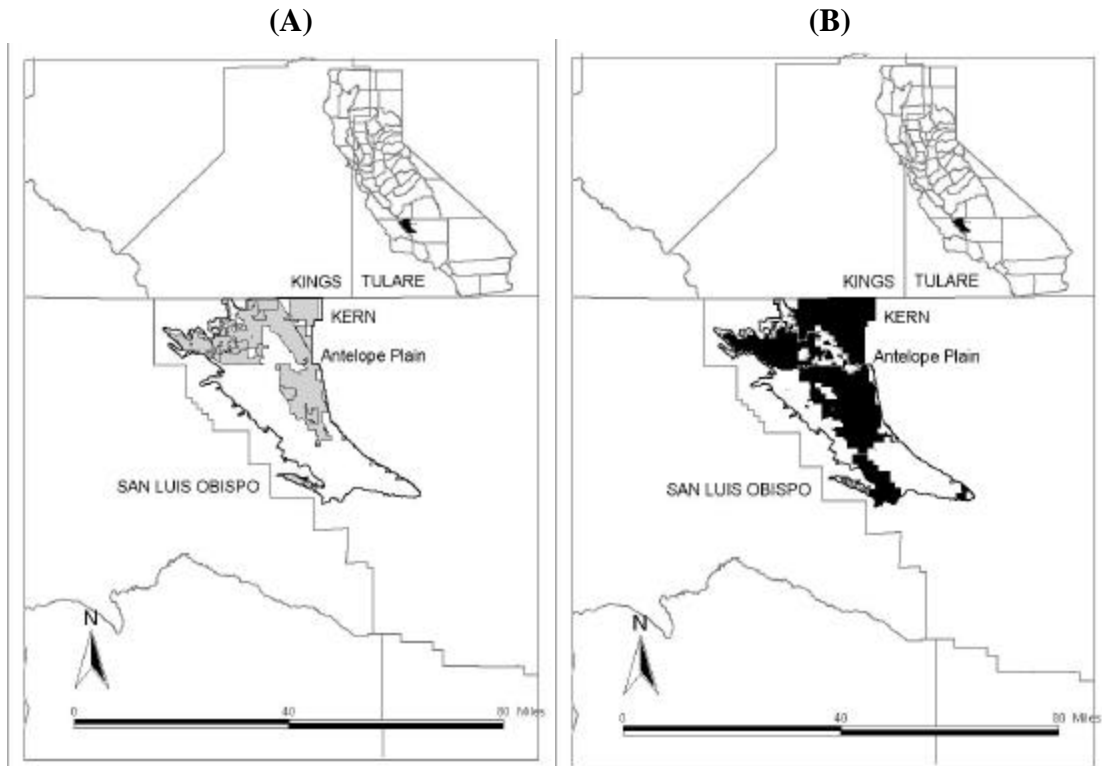 (A)
KINGS TULARE
KERN
Antelope Plain
SAN LUIS OBISPO
N
0 40 80 Miles
(B)
KINGS TULARE
KERN
Antelope Plain
SAN LUIS OBISPO
N
0 40 80 Miles